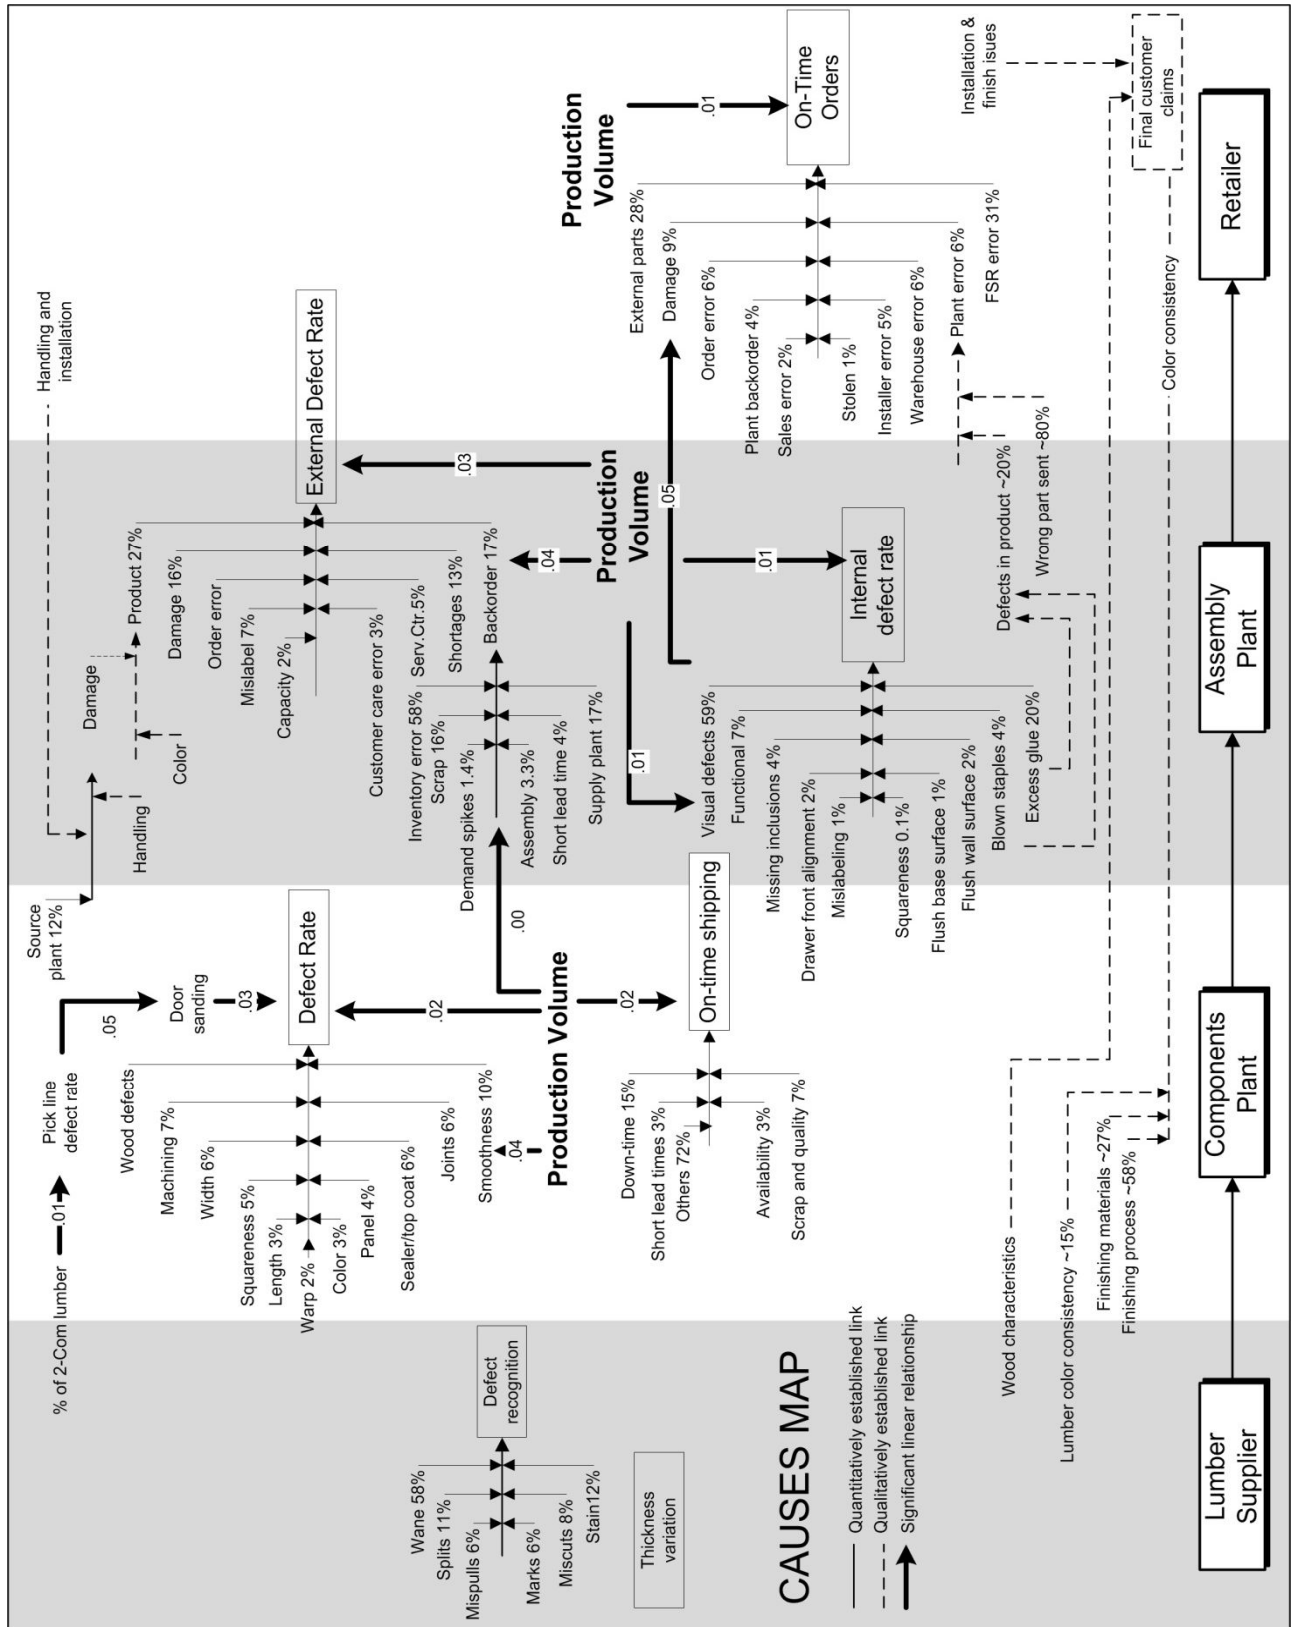 % of 2-Com lumber
.01
Pick line
defect rate
.05
Door
sanding
.03
Source
plant 12%
Handling
Handling and
installation
Damage
Color
Product 27%
Damage 16%
Order error
Mislabel 7%
Capacity 2%
Customer care error 3%
Serv.Ctr.5%
Shortages 13%
Backorder 17%
External Defect Rate
Wood defects
Machining 7%
Width 6%
Squareness 5%
Length 3%
Warp 2%
Color 3%
Panel 4%
Sealer/top coat 6%
Joints 6%
Smoothness 10%
Defect Rate
.02
.04
Production Volume
.00
.02
Inventory error 58%
Scrap 16%
Demand spikes 1.4%
Assembly 3.3%
Short lead time 4%
Supply plant 17%
.04
.03
Production
Volume
.01
.05
.01
Wane 58%
Splits 11%
Mispulls 6%
Marks 6%
Miscuts 8%
Stain12%
Defect
recognition
Thickness
variation
Down-time 15%
Short lead times 3%
Others 72%
Availability 3%
Scrap and quality 7%
On-time shipping
Visual defects 59%
Functional 7%
Missing inclusions 4%
Drawer front alignment 2%
Mislabeling 1%
Squareness 0.1%
Flush base surface 1%
Flush wall surface 2%
Blown staples 4%
Excess glue 20%
Internal
defect rate
Production
Volume
.01
On-Time
Orders
External parts 28%
Damage 9%
Order error 6%
Plant backorder 4%
Sales error 2%
Stolen 1%
Installer error 5%
Warehouse error 6%
Plant error 6%
FSR error 31%
Defects in product ~20%
Wrong part sent ~80%
Installation &
finish isues
Final customer
claims
Color consistency
Wood characteristics
Lumber color consistency ~15%
Finishing materials ~27%
Finishing process ~58%
CAUSES MAP
Quantitatively established link
Qualitatively established link
Significant linear relationship
Lumber
Supplier
Components
Plant
Assembly
Plant
Retailer